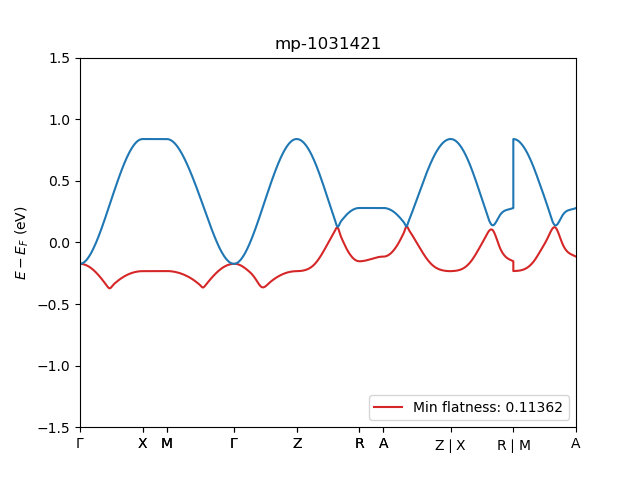 mp-1031421
1.5
1.0
0.5
0.0
−0.5
−1.0
−1.5
E − E_F (eV)
Min flatness: 0.11362
Γ X M Γ Z R A Z | X R | M A